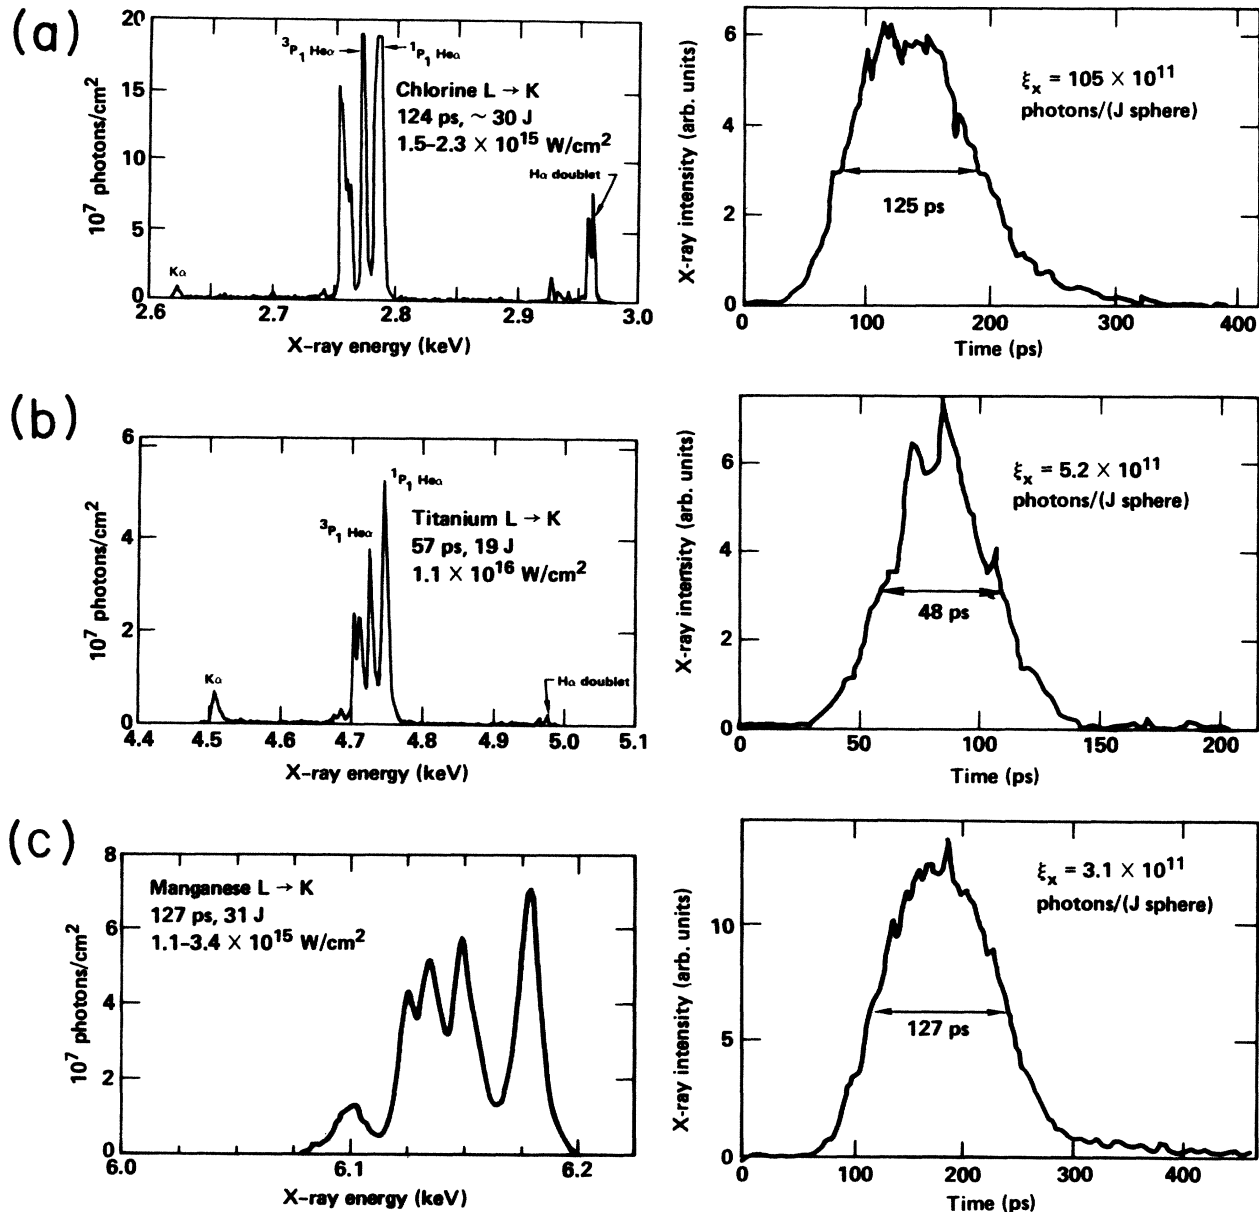 (a)
20
15
10
5
0
10⁷ photons/cm²
³P₁ Heα
¹P₁ Heα
Chlorine L → K
124 ps, ~ 30 J
1.5–2.3 × 10¹⁵ W/cm²
Hα doublet
Kα
2.6 2.7 2.8 2.9 3.0
X-ray energy (keV)
6
4
2
0
X-ray intensity (arb. units)
ξₓ = 105 × 10¹¹
photons/(J sphere)
125 ps
0 100 200 300 400
Time (ps)
(b)
6
4
2
0
10⁷ photons/cm²
¹P₁ Heα
³P₁ Heα
Titanium L → K
57 ps, 19 J
1.1 × 10¹⁶ W/cm²
Kα
Hα doublet
4.4 4.5 4.6 4.7 4.8 4.9 5.0 5.1
X-ray energy (keV)
6
4
2
0
X-ray intensity (arb. units)
ξₓ = 5.2 × 10¹¹
photons/(J sphere)
48 ps
0 50 100 150 200
Time (ps)
(c)
8
6
4
2
0
10⁷ photons/cm²
Manganese L → K
127 ps, 31 J
1.1–3.4 × 10¹⁵ W/cm²
6.0 6.1 6.2
X-ray energy (keV)
10
5
0
X-ray intensity (arb. units)
ξₓ = 3.1 × 10¹¹
photons/(J sphere)
127 ps
0 100 200 300 400
Time (ps)